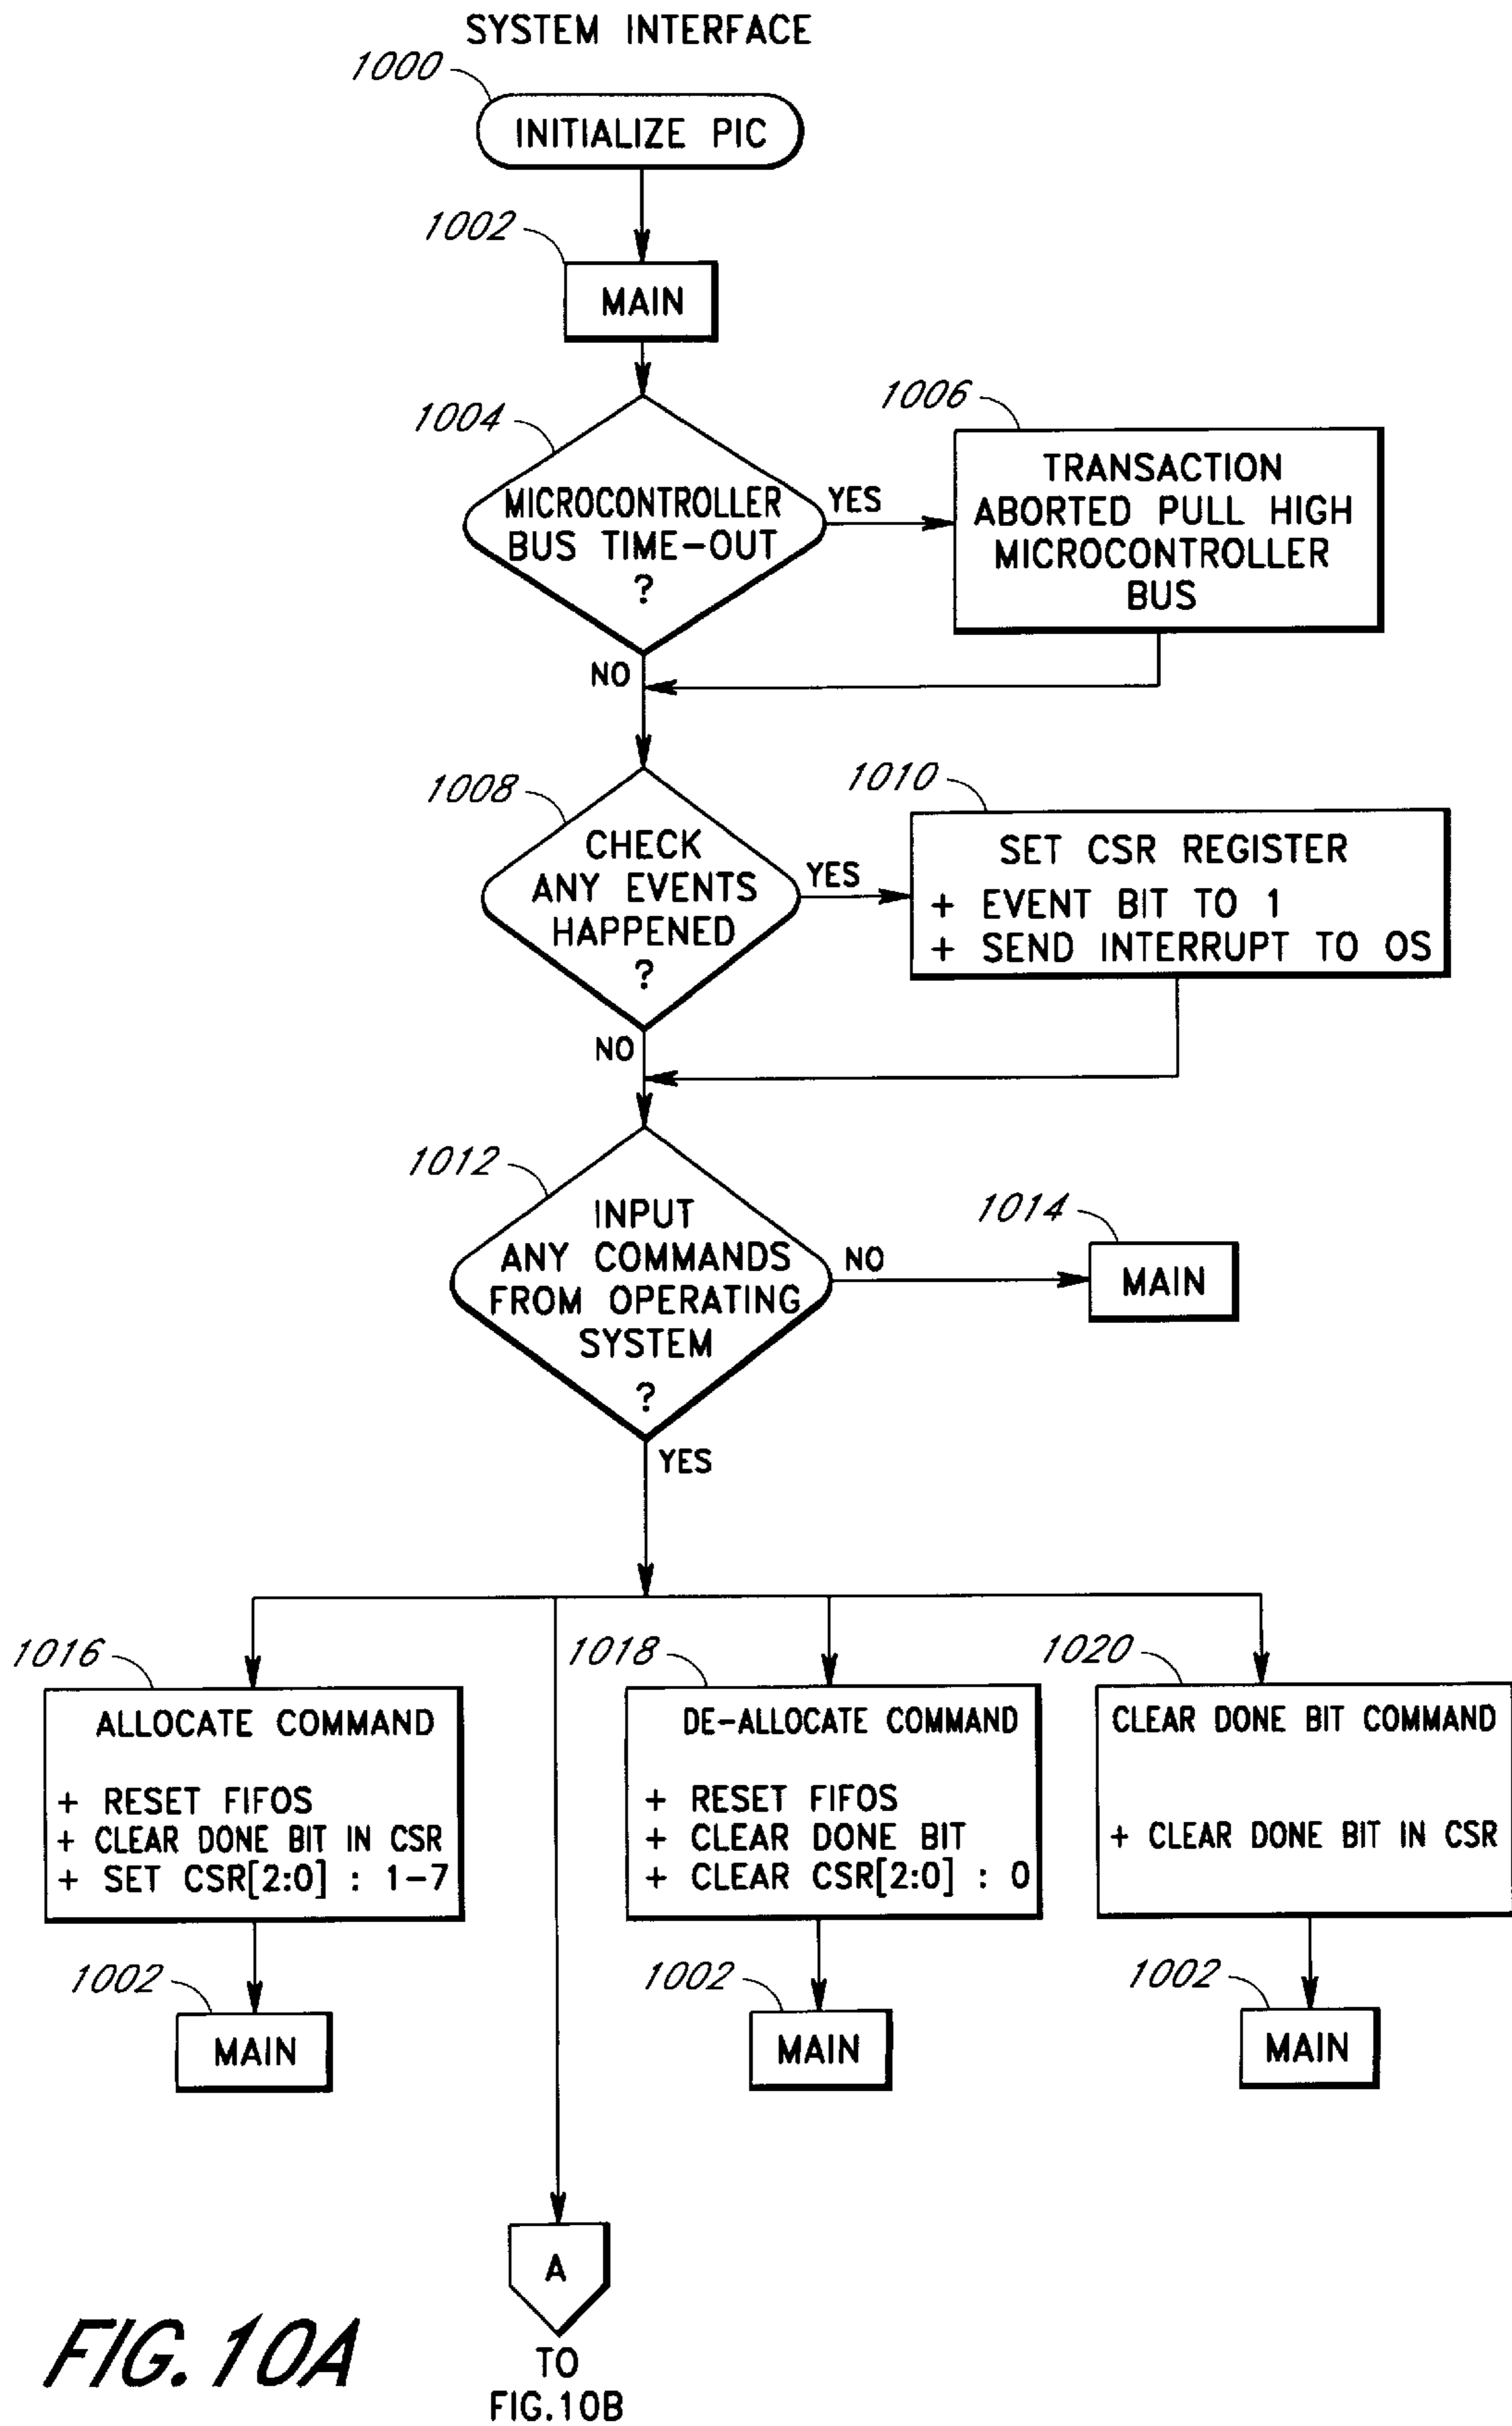 SYSTEM INTERFACE
1000
INITIALIZE PIC
1002
MAIN
1004
MICROCONTROLLER
BUS TIME-OUT
?
YES
1006
TRANSACTION
ABORTED PULL HIGH
MICROCONTROLLER
BUS
NO
1008
CHECK
ANY EVENTS
HAPPENED
?
YES
1010
SET CSR REGISTER
+ EVENT BIT TO 1
+ SEND INTERRUPT TO OS
NO
1012
INPUT
ANY COMMANDS
FROM OPERATING
SYSTEM
?
NO
1014
MAIN
YES
1016
ALLOCATE COMMAND
+ RESET FIFOS
+ CLEAR DONE BIT IN CSR
+ SET CSR[2:0] : 1-7
1002
MAIN
1018
DE-ALLOCATE COMMAND
+ RESET FIFOS
+ CLEAR DONE BIT
+ CLEAR CSR[2:0] : 0
1002
MAIN
1020
CLEAR DONE BIT COMMAND
+ CLEAR DONE BIT IN CSR
1002
MAIN
A
TO
FIG.10B
FIG. 10A